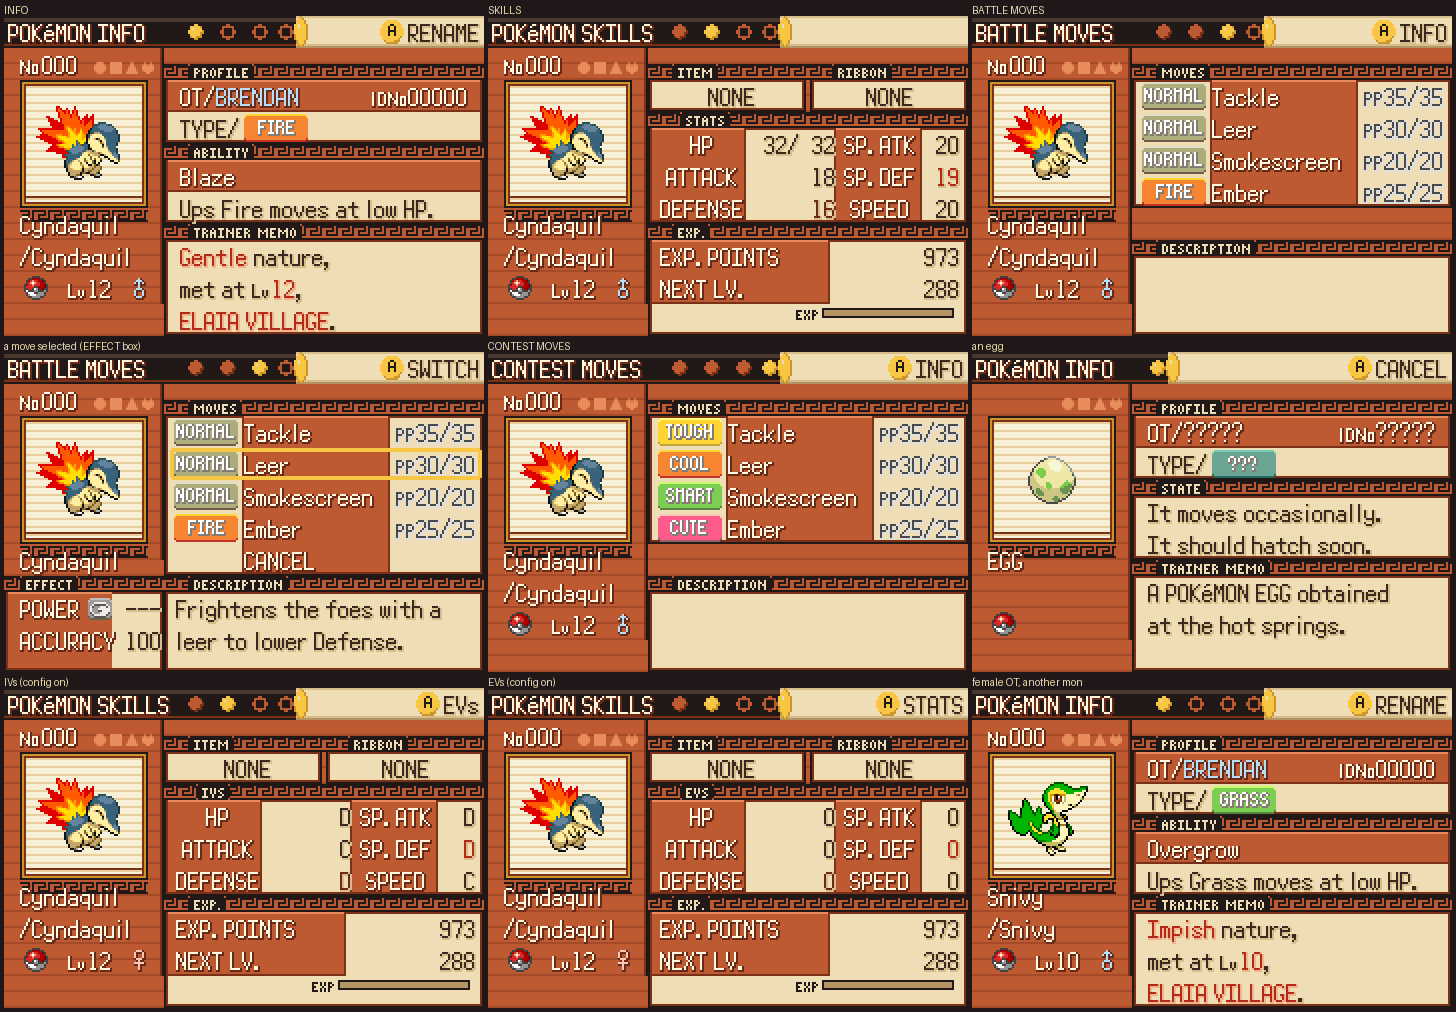 INFO
POKéMON INFO
A RENAME
No000
PROFILE
OT/BRENDAN IDNo00000
TYPE/ FIRE
ABILITY
Blaze
Ups Fire moves at low HP.
TRAINER MEMO
Cyndaquil
/Cyndaquil
Lv12 ♂
Gentle nature,
met at Lv12,
ELAIA VILLAGE.
SKILLS
POKéMON SKILLS
No000
ITEM RIBBON
NONE NONE
STATS
HP 32/ 32 SP. ATK 20
ATTACK 18 SP. DEF 19
DEFENSE 16 SPEED 20
EXP.
Cyndaquil
/Cyndaquil
Lv12 ♂
EXP. POINTS 973
NEXT LV. 288
EXP
BATTLE MOVES
BATTLE MOVES
A INFO
No000
MOVES
NORMAL Tackle PP35/35
NORMAL Leer PP30/30
NORMAL Smokescreen PP20/20
FIRE Ember PP25/25
Cyndaquil
/Cyndaquil
Lv12 ♂
DESCRIPTION
a move selected (EFFECT box)
BATTLE MOVES
A SWITCH
No000
MOVES
NORMAL Tackle PP35/35
NORMAL Leer PP30/30
NORMAL Smokescreen PP20/20
FIRE Ember PP25/25
CANCEL
Cyndaquil
EFFECT
POWER ---
ACCURACY 100
DESCRIPTION
Frightens the foes with a
leer to lower Defense.
CONTEST MOVES
CONTEST MOVES
A INFO
No000
MOVES
TOUGH Tackle PP35/35
COOL Leer PP30/30
SMART Smokescreen PP20/20
CUTE Ember PP25/25
Cyndaquil
/Cyndaquil
Lv12 ♂
DESCRIPTION
an egg
POKéMON INFO
A CANCEL
PROFILE
OT/????? IDNo?????
TYPE/ ???
STATE
It moves occasionally.
It should hatch soon.
EGG
TRAINER MEMO
A POKéMON EGG obtained
at the hot springs.
IVs (config on)
POKéMON SKILLS
A EVs
No000
ITEM RIBBON
NONE NONE
IVS
HP D SP. ATK D
ATTACK C SP. DEF D
DEFENSE D SPEED C
EXP.
Cyndaquil
/Cyndaquil
Lv12 ♀
EXP. POINTS 973
NEXT LV. 288
EXP
EVs (config on)
POKéMON SKILLS
A STATS
No000
ITEM RIBBON
NONE NONE
EVS
HP 0 SP. ATK 0
ATTACK 0 SP. DEF 0
DEFENSE 0 SPEED 0
EXP.
Cyndaquil
/Cyndaquil
Lv12 ♀
EXP. POINTS 973
NEXT LV. 288
EXP
female OT, another mon
POKéMON INFO
A RENAME
No000
PROFILE
OT/BRENDAN IDNo00000
TYPE/ GRASS
ABILITY
Overgrow
Ups Grass moves at low HP.
TRAINER MEMO
Snivy
/Snivy
Lv10 ♂
Impish nature,
met at Lv10,
ELAIA VILLAGE.